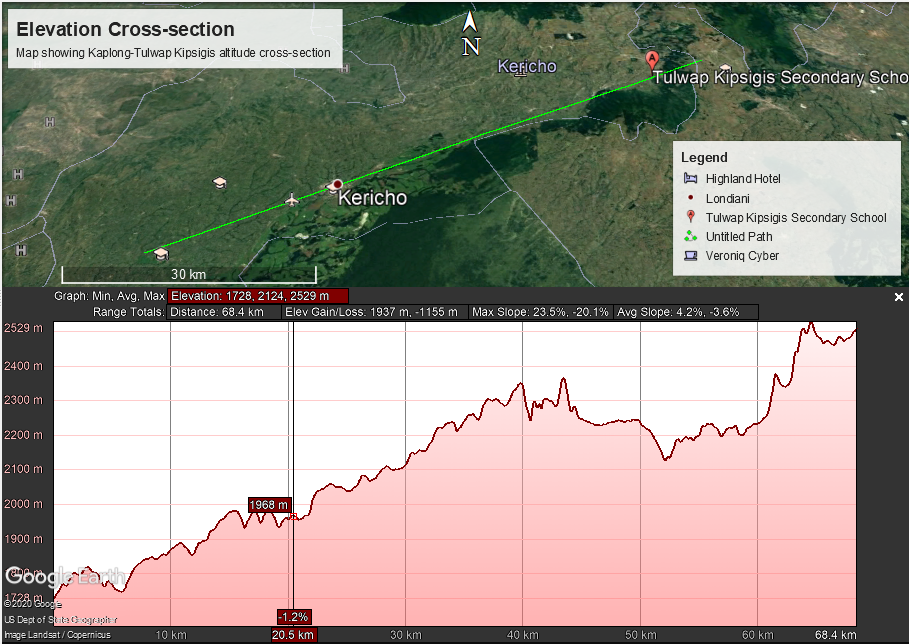 Elevation Cross-section
Map showing Kaplong-Tulwap Kipsigis altitude cross-section
N
Kericho
A
Tulwap Kipsigis Secondary Scho
H
H
H
H
H
Kericho
30 km
Legend
Highland Hotel
Londiani
Tulwap Kipsigis Secondary School
Untitled Path
Veroniq Cyber
Graph: Min, Avg, Max Elevation: 1728, 2124, 2529 m
Range Totals: Distance: 68.4 km Elev Gain/Loss: 1937 m, -1155 m Max Slope: 23.5%, -20.1% Avg Slope: 4.2%, -3.6%
2529 m
2400 m
2300 m
2200 m
2100 m
2000 m
1968 m
1900 m
1800 m
Google Earth
1728 m
©2020 Google
US Dept of State Geographer
-1.2%
Image Landsat / Copernicus
10 km 20.5 km 30 km 40 km 50 km 60 km 68.4 km